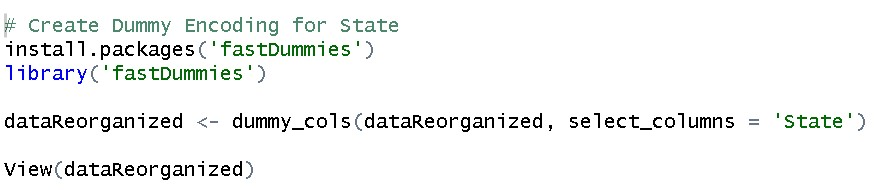 # Create Dummy Encoding for State
install.packages('fastDummies')
library('fastDummies')
dataReorganized <- dummy_cols(dataReorganized, select_columns = 'State')
View(dataReorganized)